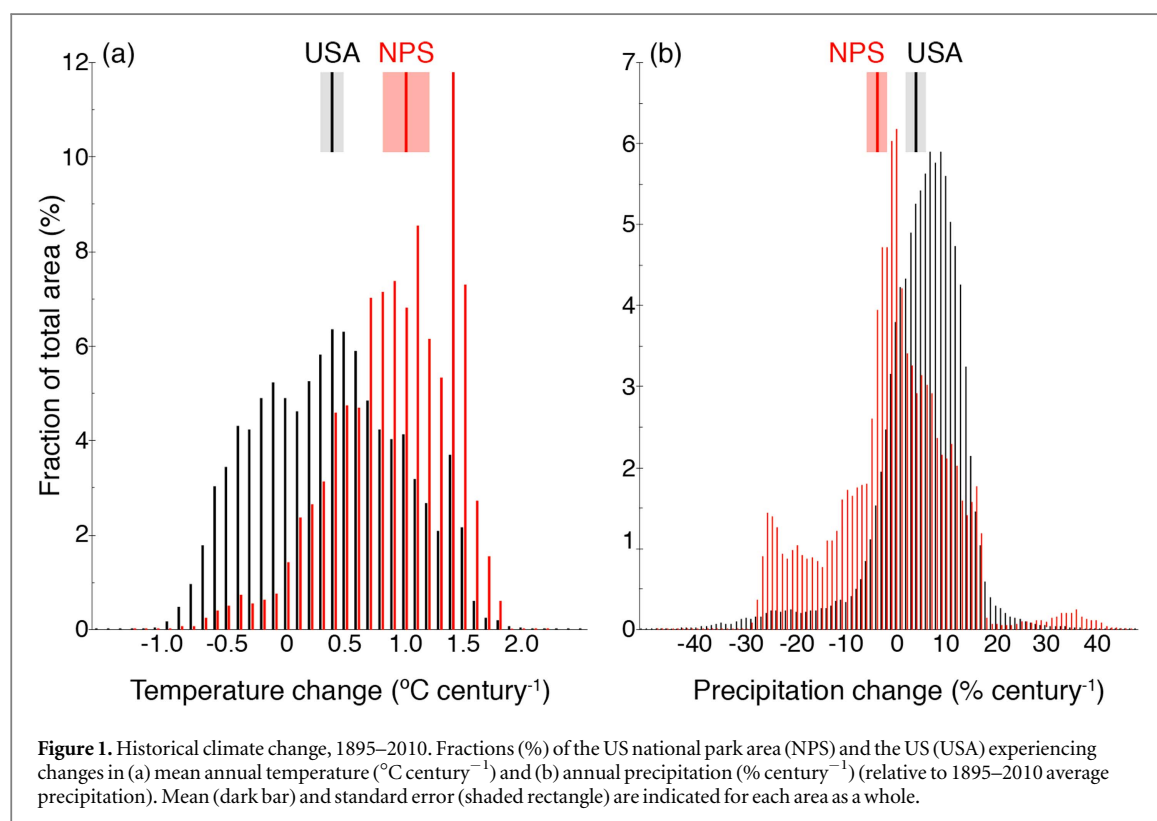 (a)
USA
NPS
12
10
8
6
4
2
0
Fraction of total area (%)
-1.0 -0.5 0 0.5 1.0 1.5 2.0
Temperature change (ºC century⁻¹)
NPS
USA
(b)
7
6
5
4
3
2
1
0
-40 -30 -20 -10 0 10 20 30 40
Precipitation change (% century⁻¹)
Figure 1. Historical climate change, 1895–2010. Fractions (%) of the US national park area (NPS) and the US (USA) experiencing
changes in (a) mean annual temperature (°C century⁻¹) and (b) annual precipitation (% century⁻¹) (relative to 1895–2010 average
precipitation). Mean (dark bar) and standard error (shaded rectangle) are indicated for each area as a whole.